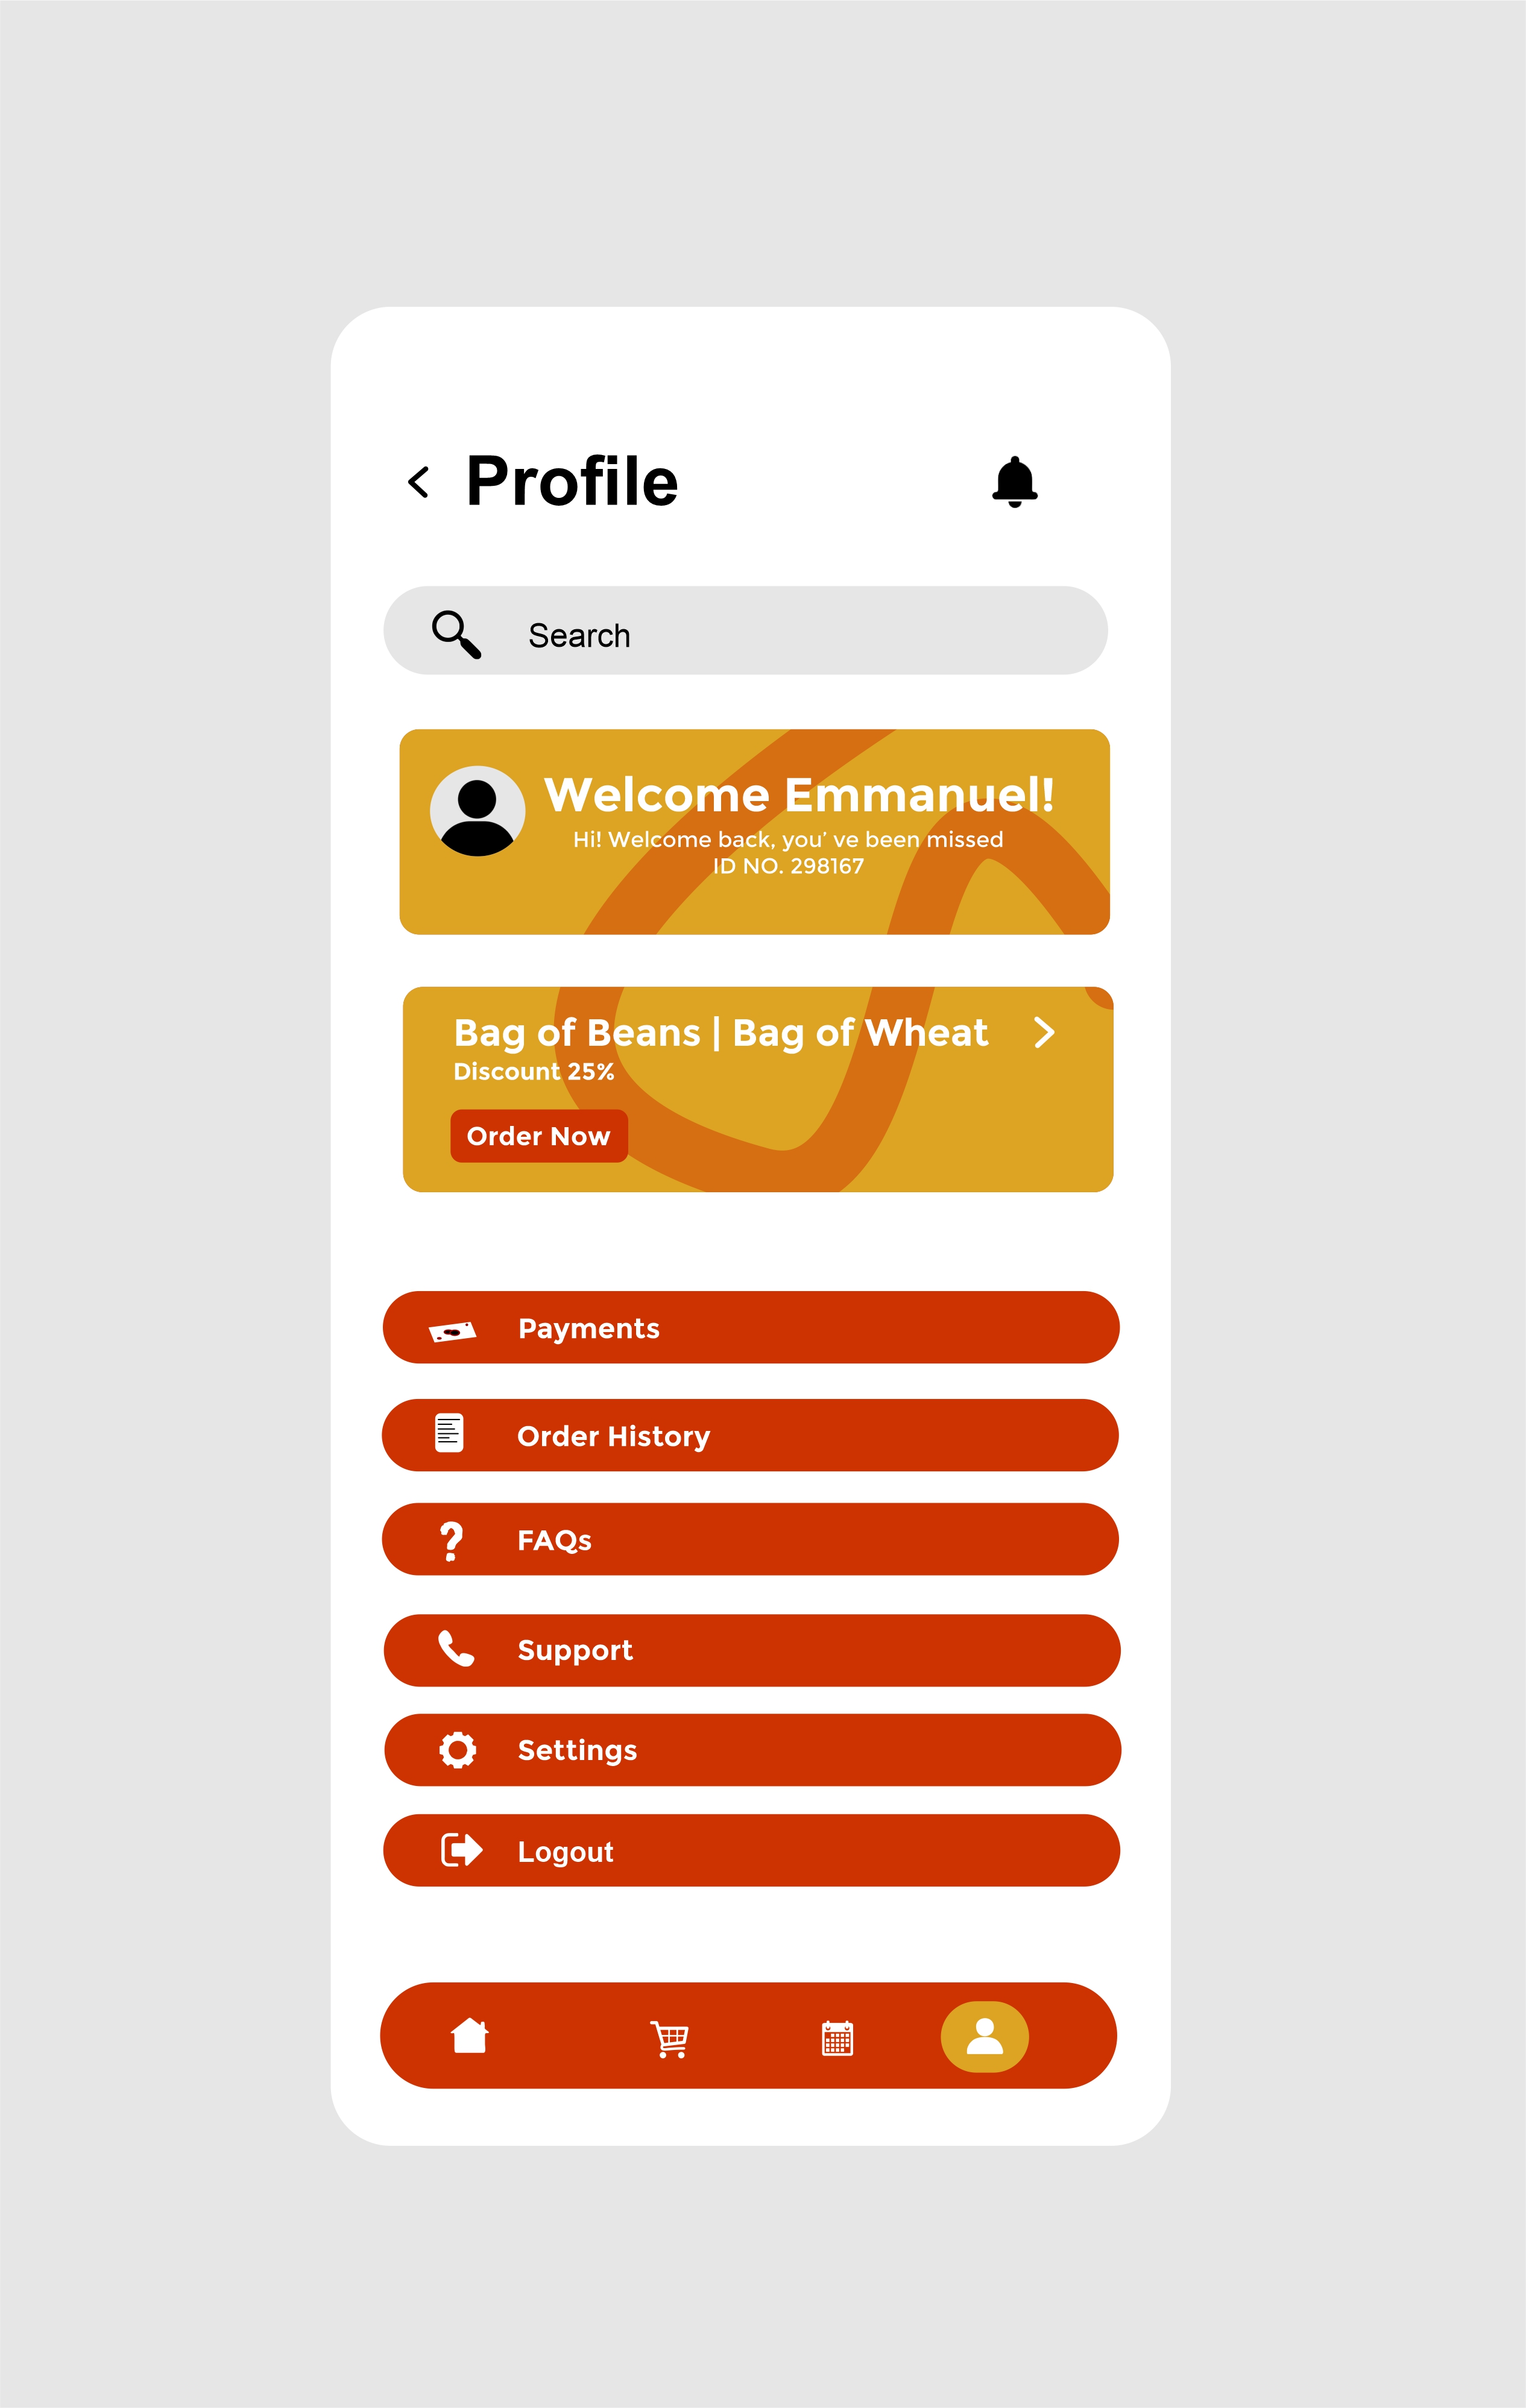 Profile
Search
Welcome Emmanuel!
Hi! Welcome back, you’ ve been missed
ID NO. 298167
Bag of Beans | Bag of Wheat
Discount 25%
Order Now
Payments
Order History
FAQs
Support
Settings
Logout